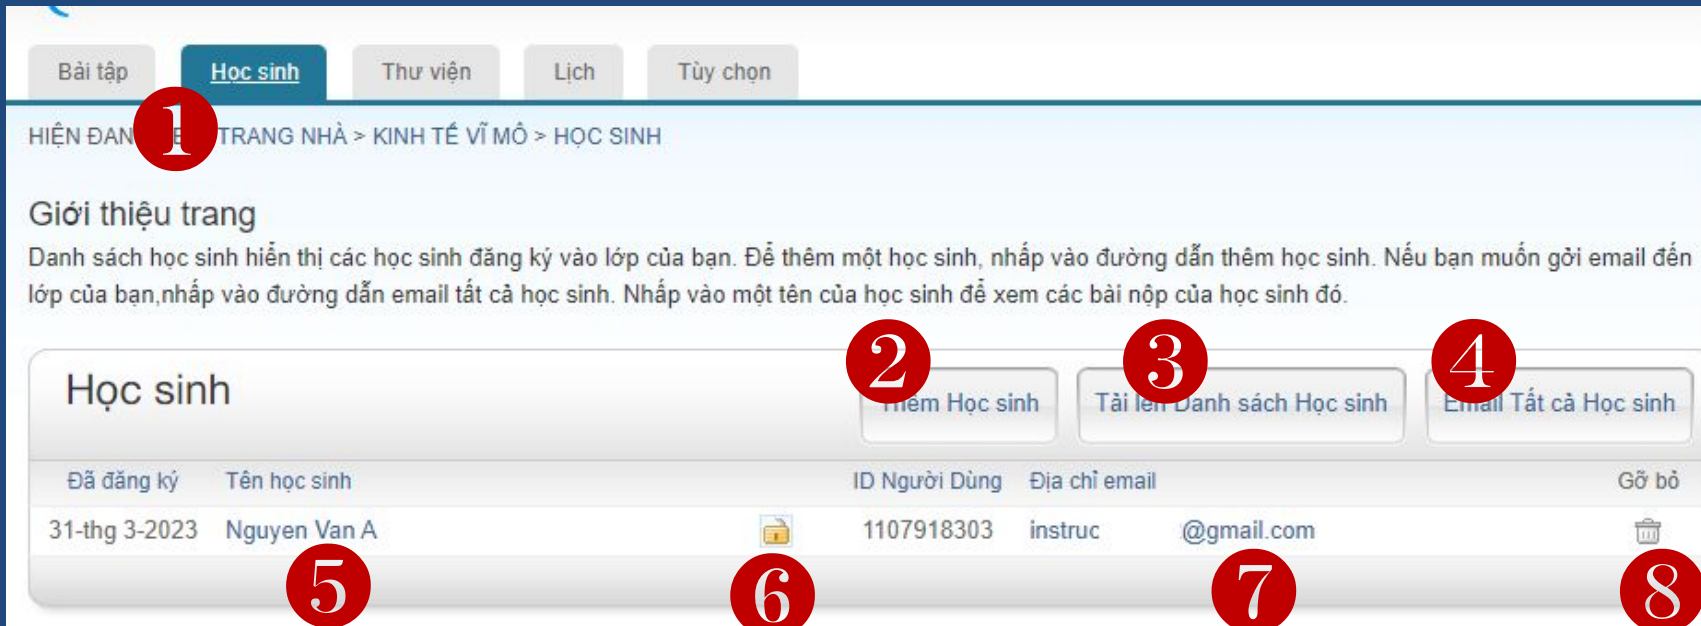 Bài tập Học sinh Thư viện Lịch Tùy chọn
1
HIỆN ĐAN TRANG NHÀ > KINH TẾ VĨ MÔ > HỌC SINH
Giới thiệu trang
Danh sách học sinh hiển thị các học sinh đăng ký vào lớp của bạn. Để thêm một học sinh, nhấp vào đường dẫn thêm học sinh. Nếu bạn muốn gởi email đến
lớp của bạn,nhấp vào đường dẫn email tất cả học sinh. Nhấp vào một tên của học sinh để xem các bài nộp của học sinh đó.
2 3 4
Học sinh Thêm Học sinh Tải lên Danh sách Học sinh Email Tất cả Học sinh
Đã đăng ký Tên học sinh ID Người Dùng Địa chỉ email Gỡ bỏ
31-thg 3-2023 Nguyen Van A 1107918303 instruc @gmail.com
5 6 7 8